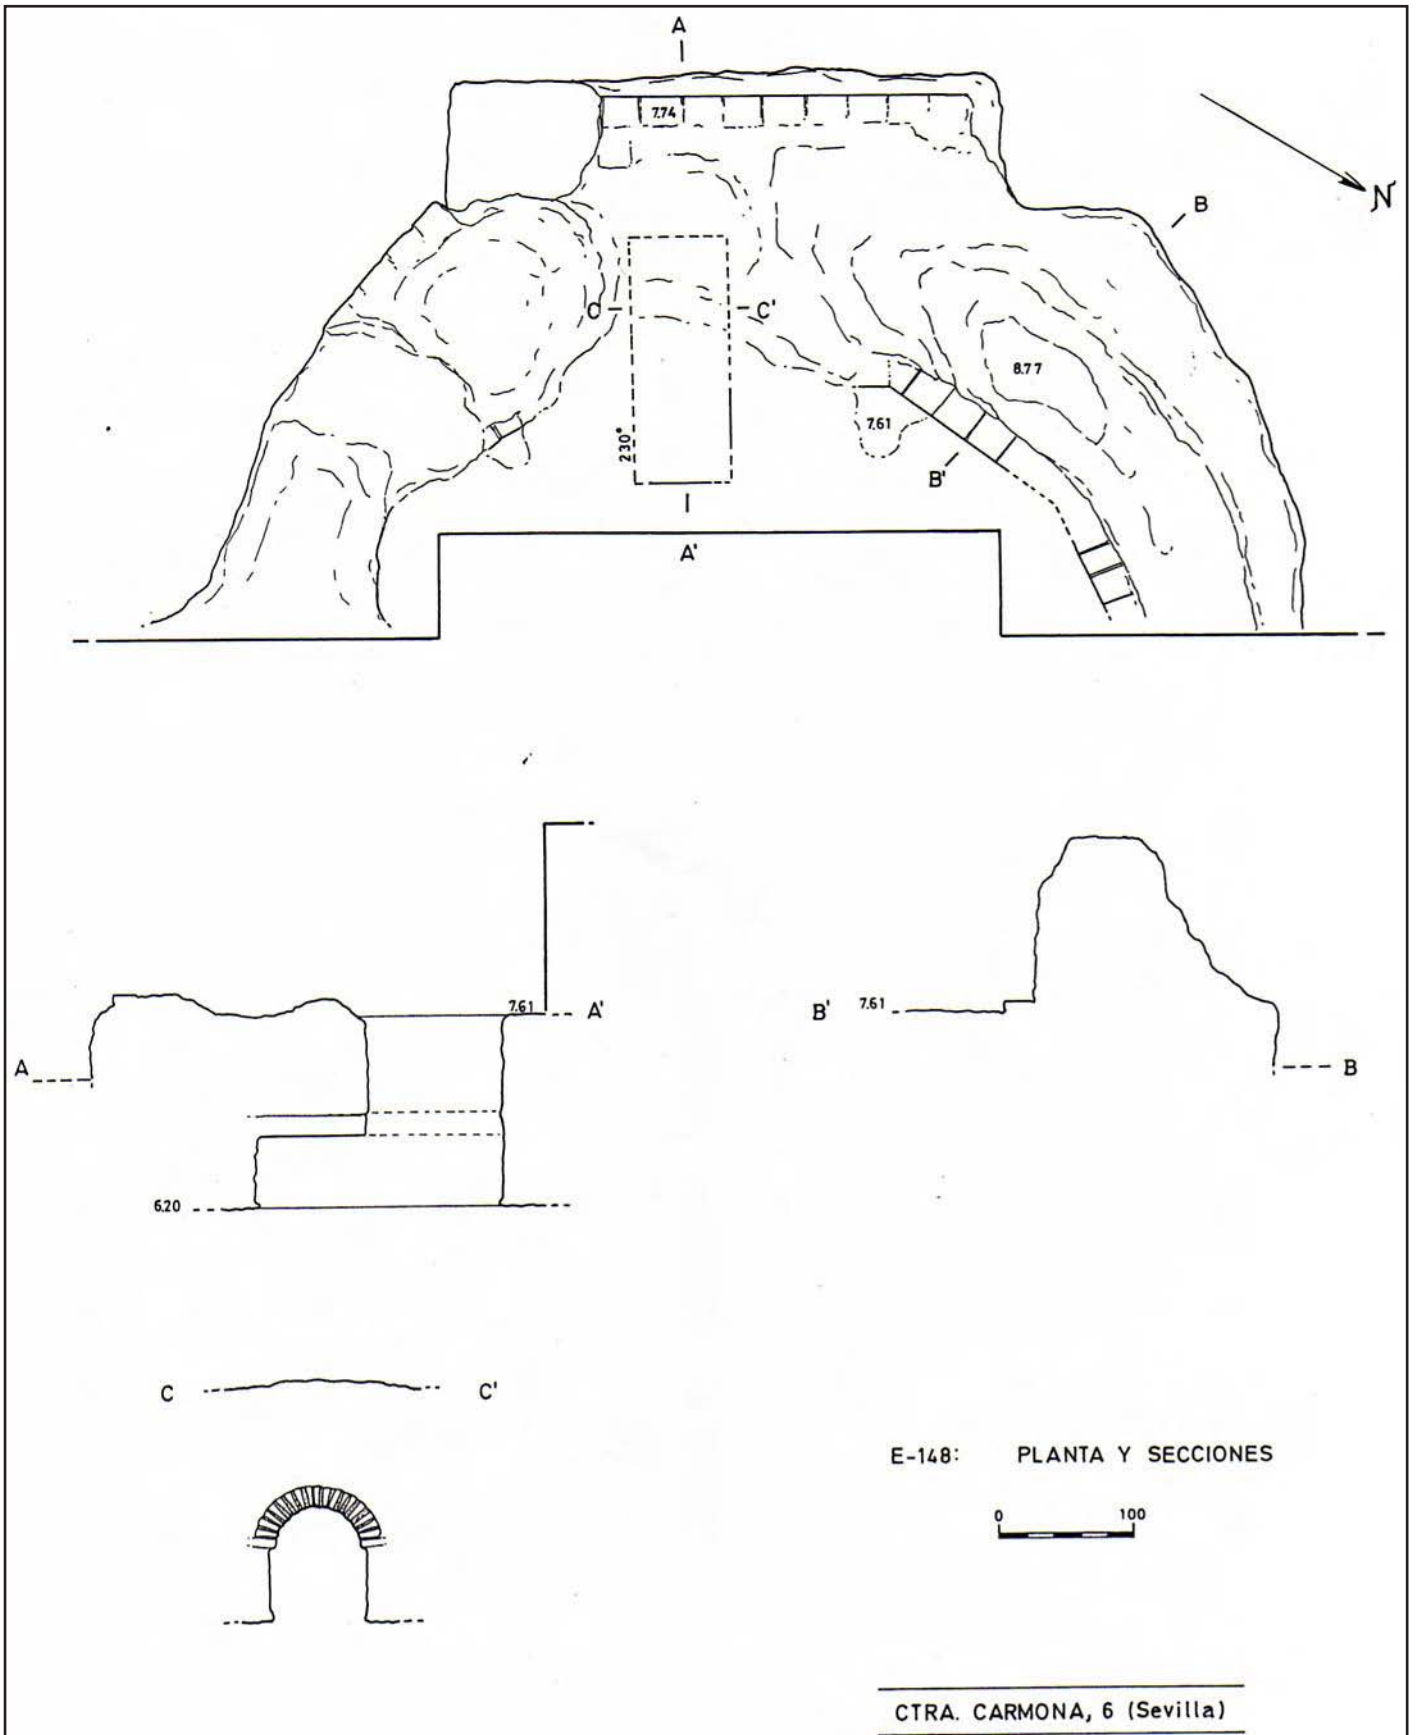 A
7.74
N
B
C
C'
8.77
7.61
230°
B'
A'
7.61
A'
B'
7.61
A
B
6.20
C
C'
E-148: PLANTA Y SECCIONES
0
100
CTRA. CARMONA, 6 (Sevilla)